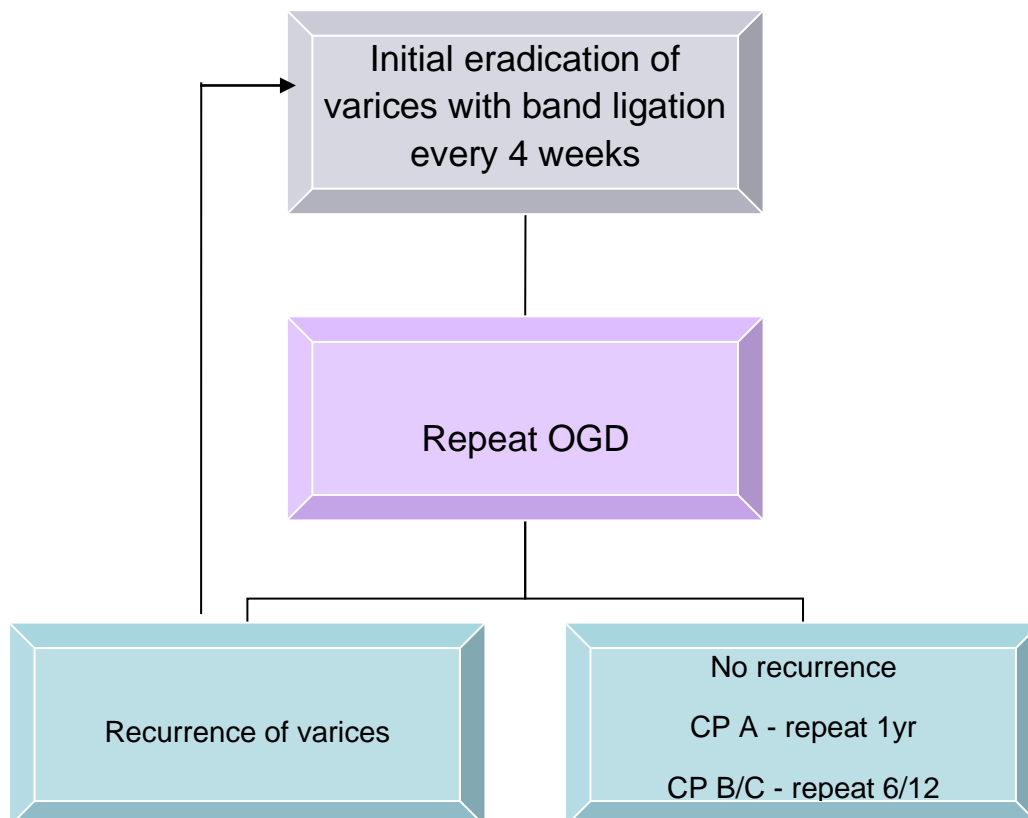 Initial eradication of
varices with band ligation
every 4 weeks
Repeat OGD
Recurrence of varices
No recurrence
CP A - repeat 1yr
CP B/C - repeat 6/12